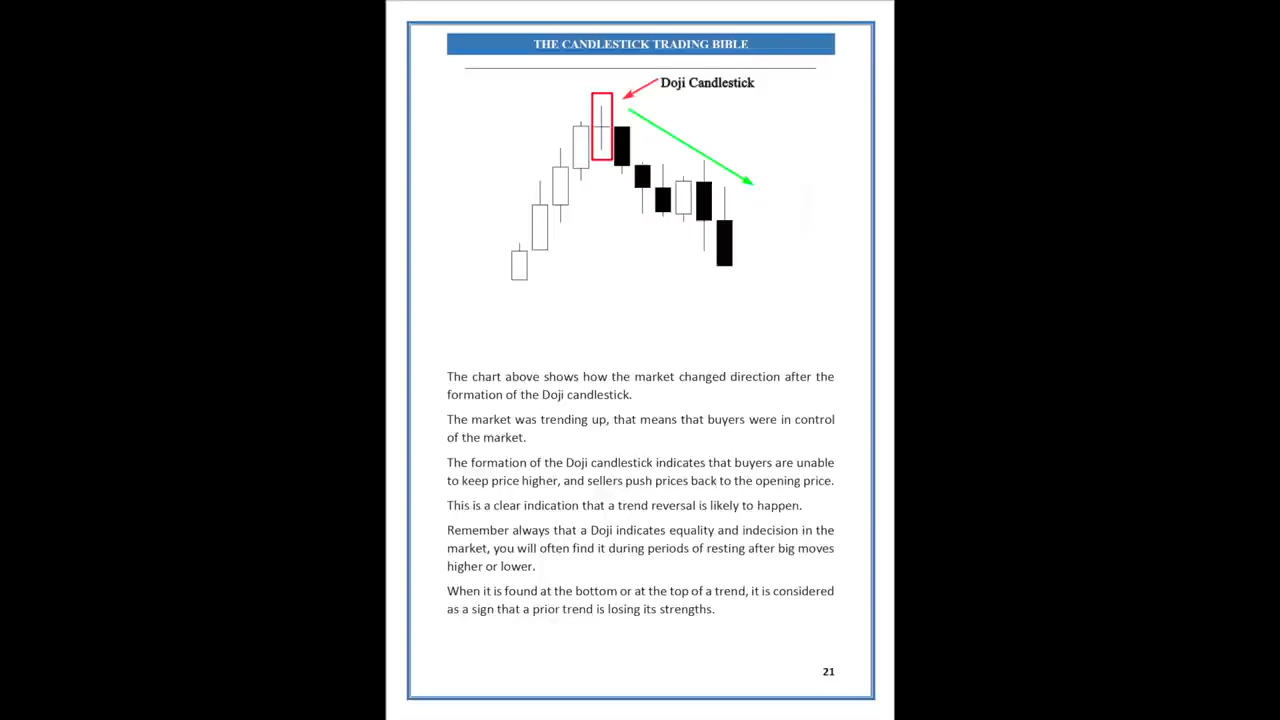 THE CANDLESTICK TRADING BIBLE
Doji Candlestick
The chart above shows how the market changed direction after the
formation of the Doji candlestick.
The market was trending up, that means that buyers were in control
of the market.
The formation of the Doji candlestick indicates that buyers are unable
to keep price higher, and sellers push prices back to the opening price.
This is a clear indication that a trend reversal is likely to happen.
Remember always that a Doji indicates equality and indecision in the
market, you will often find it during periods of resting after big moves
higher or lower.
When it is found at the bottom or at the top of a trend, it is considered
as a sign that a prior trend is losing its strengths.
21